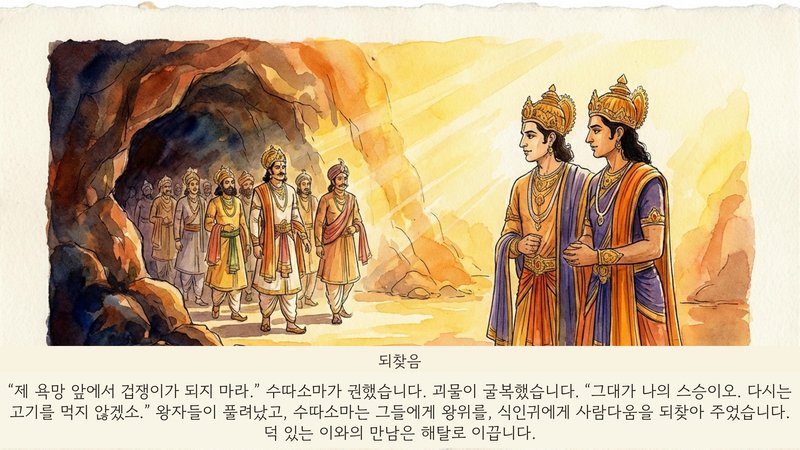 되찾음
“제 욕망 앞에서 겁쟁이가 되지 마라.” 수따소마가 권했습니다. 괴물이 굴복했습니다. “그대가 나의 스승이오. 다시는
고기를 먹지 않겠소.” 왕자들이 풀려났고, 수따소마는 그들에게 왕위를, 식인귀에게 사람다움을 되찾아 주었습니다.
덕 있는 이와의 만남은 해탈로 이끕니다.